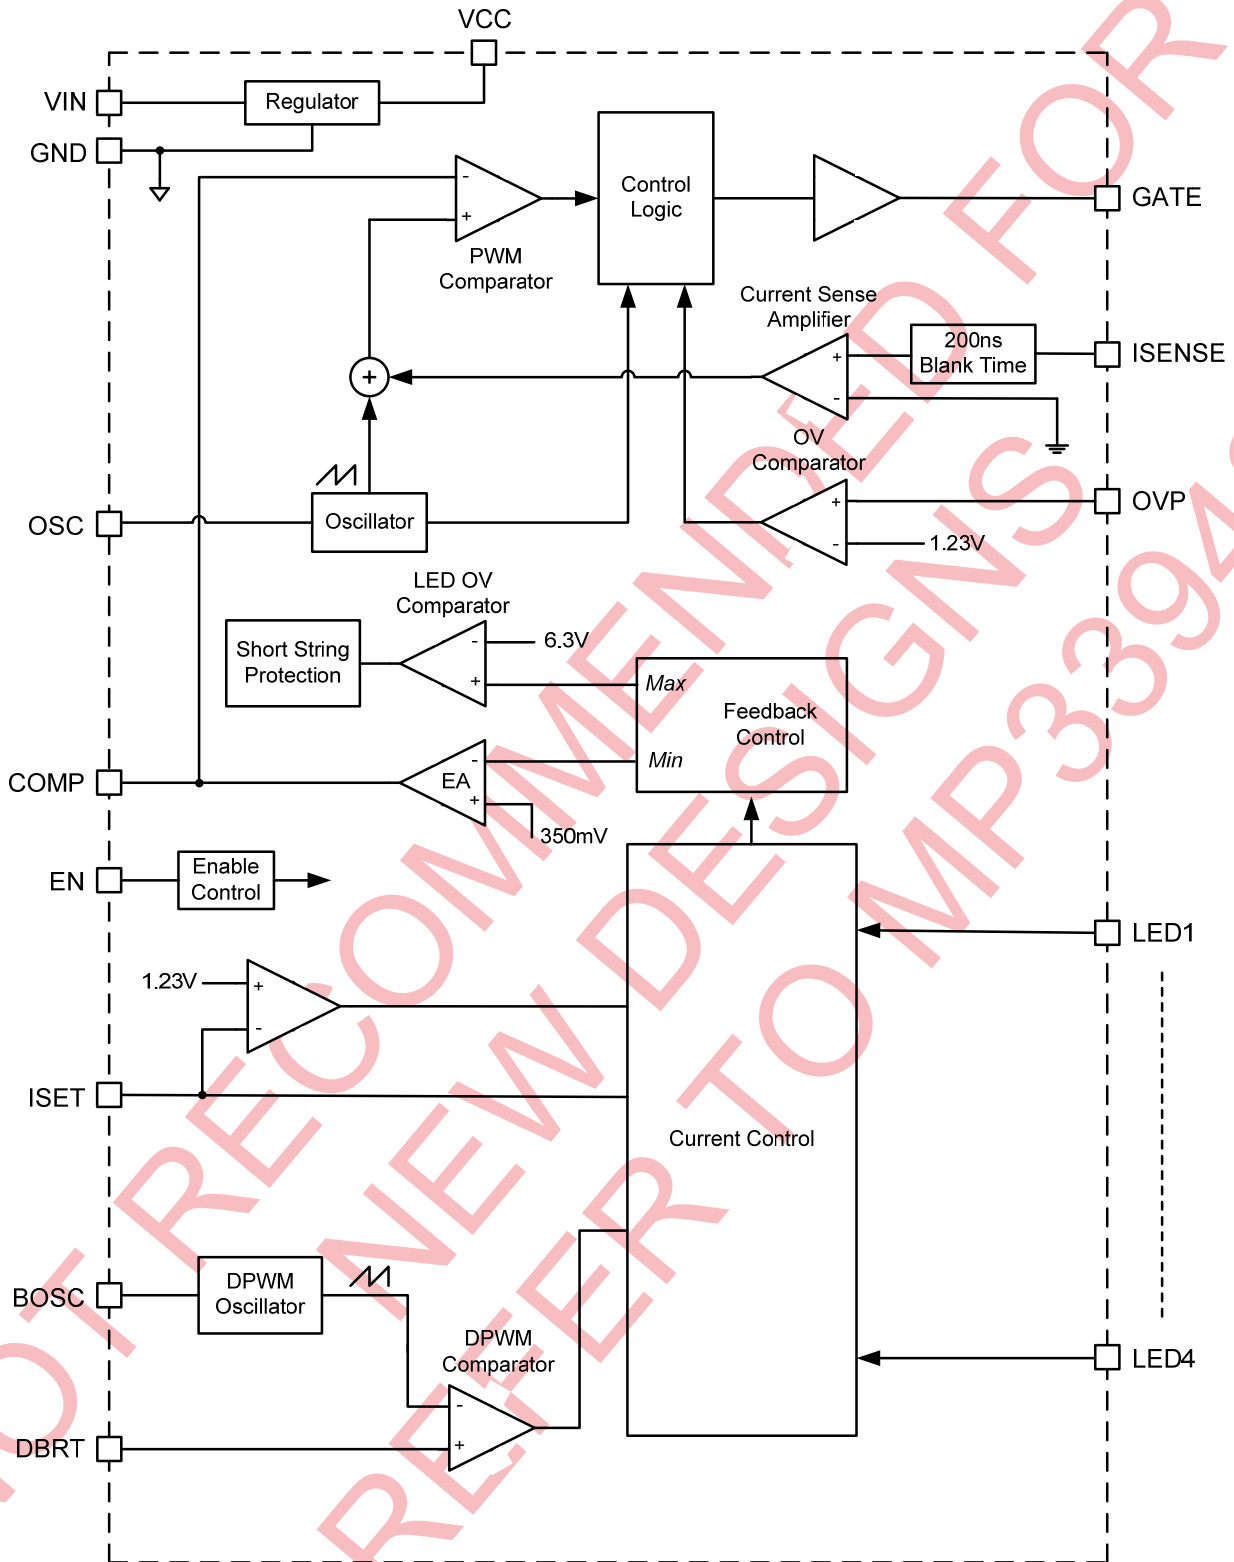 VCC
VIN
Regulator
GND
-
+
PWM
Comparator
Control
Logic
GATE
Current Sense
Amplifier
+
-
200ns
Blank Time
ISENSE
+
OV
Comparator
+
-
1.23V
OVP
OSC
Oscillator
LED OV
Comparator
Short String
Protection
-
+
6.3V
Max
Feedback
Control
Min
COMP
EA
-
+
350mV
EN
Enable
Control
LED1
1.23V
+
-
ISET
Current Control
BOSC
DPWM
Oscillator
DPWM
Comparator
-
+
LED4
DBRT
NOT RECOMMENDED FOR
NEW DESIGNS
REFER TO MP3394